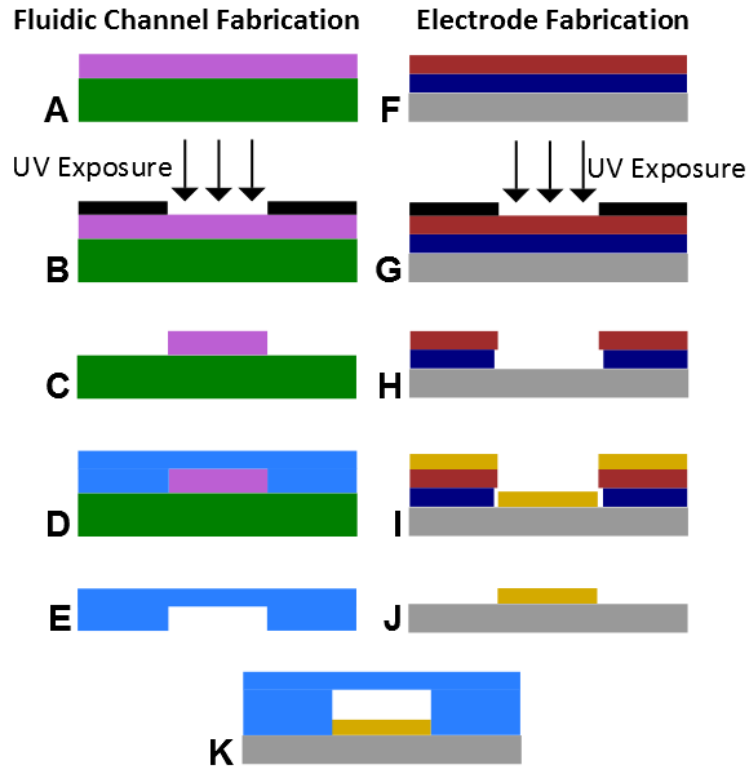 Fluidic Channel Fabrication
Electrode Fabrication
A
F
UV Exposure
UV Exposure
B
G
C
H
D
I
E
J
K